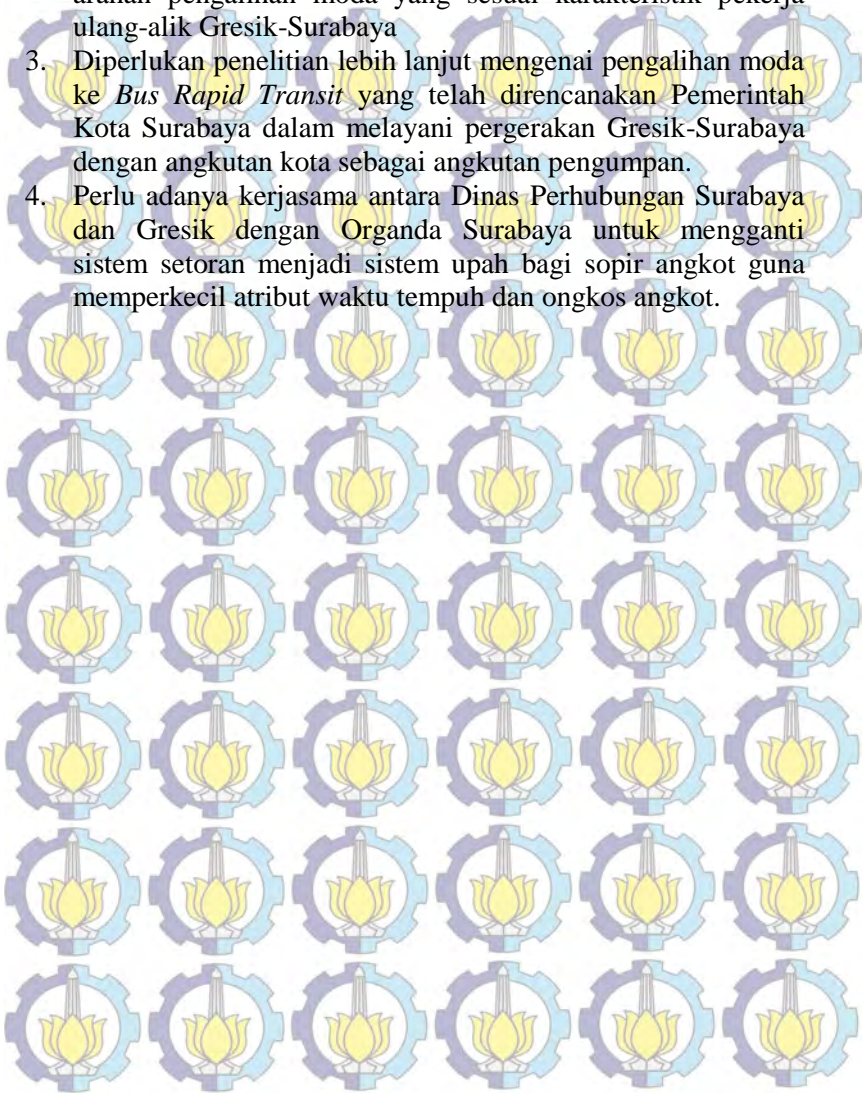 arahan pengalihan moda yang sesuai karakteristik pekerja
ulang-alik Gresik-Surabaya
3. Diperlukan penelitian lebih lanjut mengenai pengalihan moda
ke Bus Rapid Transit yang telah direncanakan Pemerintah
Kota Surabaya dalam melayani pergerakan Gresik-Surabaya
dengan angkutan kota sebagai angkutan pengumpan.
4. Perlu adanya kerjasama antara Dinas Perhubungan Surabaya
dan Gresik dengan Organda Surabaya untuk mengganti
sistem setoran menjadi sistem upah bagi sopir angkot guna
memperkecil atribut waktu tempuh dan ongkos angkot.